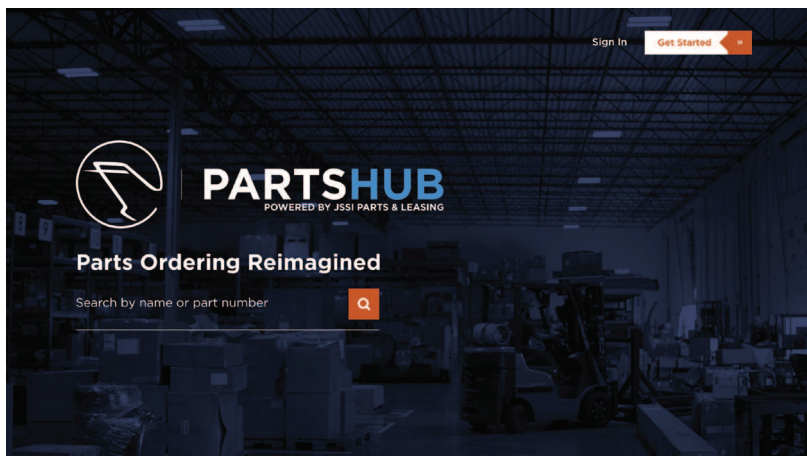 Sign In
Get Started
PARTSHUB
POWERED BY JSSI PARTS & LEASING
Parts Ordering Reimagined
Search by name or part number